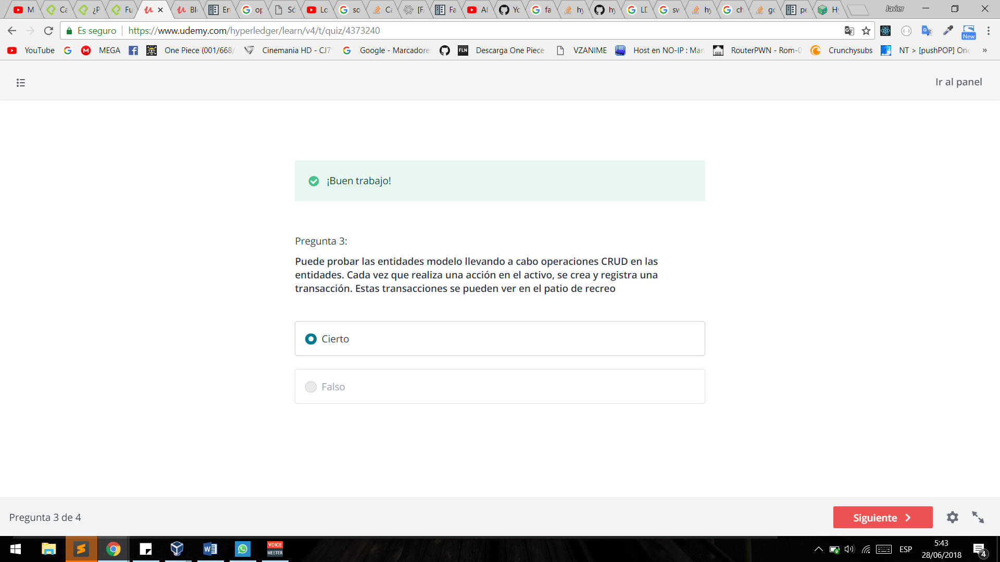 M Ca ¿P Fu Bl En op Só Lo so Ca [F Fa Al Yo fa hy hy LD sw hy ch go pe Hy Javier
Es seguro https://www.udemy.com/hyperledger/learn/v4/t/quiz/4373240
New
YouTube MEGA One Piece (001/668/ Cinemania HD - CJ7 Google - Marcadore FLN Descarga One Piece VZANIME Host en NO-IP : Man RouterPWN - Rom-0 Crunchysubs NT > [pushPOP] One »
Ir al panel
¡Buen trabajo!
Pregunta 3:
Puede probar las entidades modelo llevando a cabo operaciones CRUD en las
entidades. Cada vez que realiza una acción en el activo, se crea y registra una
transacción. Estas transacciones se pueden ver en el patio de recreo
Cierto
Falso
Pregunta 3 de 4
Siguiente
VOICE
MEETER
ESP
5:43
28/06/2018
4